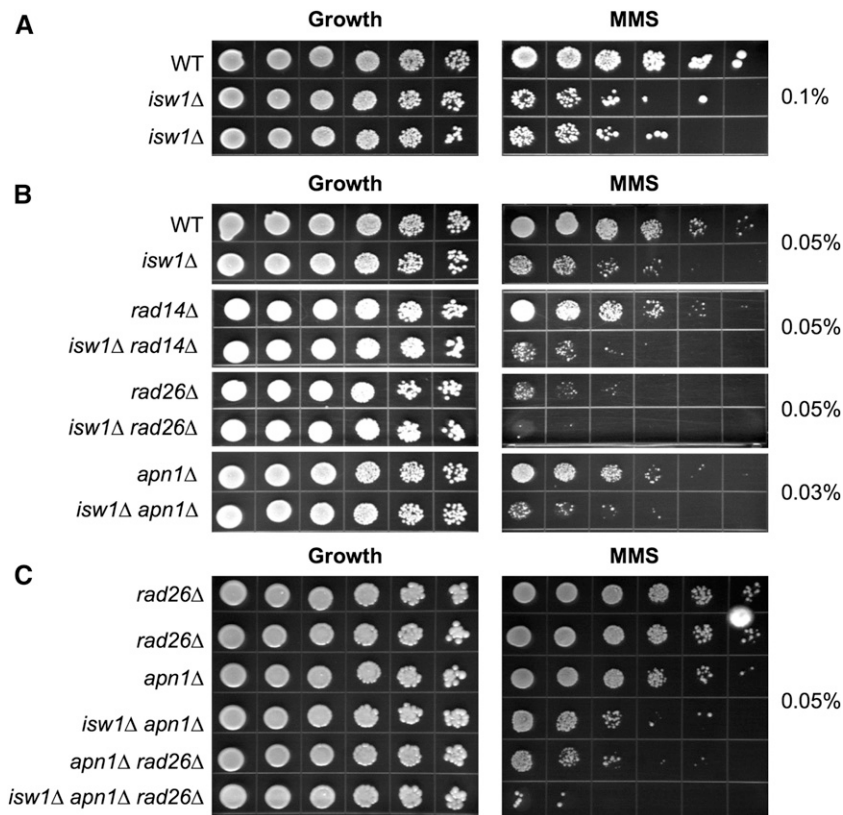 A
Growth
MMS
WT
isw1Δ
isw1Δ
0.1%
B
Growth
MMS
WT
isw1Δ
0.05%
rad14Δ
isw1Δ rad14Δ
0.05%
rad26Δ
isw1Δ rad26Δ
0.05%
apn1Δ
isw1Δ apn1Δ
0.03%
C
Growth
MMS
rad26Δ
rad26Δ
apn1Δ
isw1Δ apn1Δ
apn1Δ rad26Δ
isw1Δ apn1Δ rad26Δ
0.05%